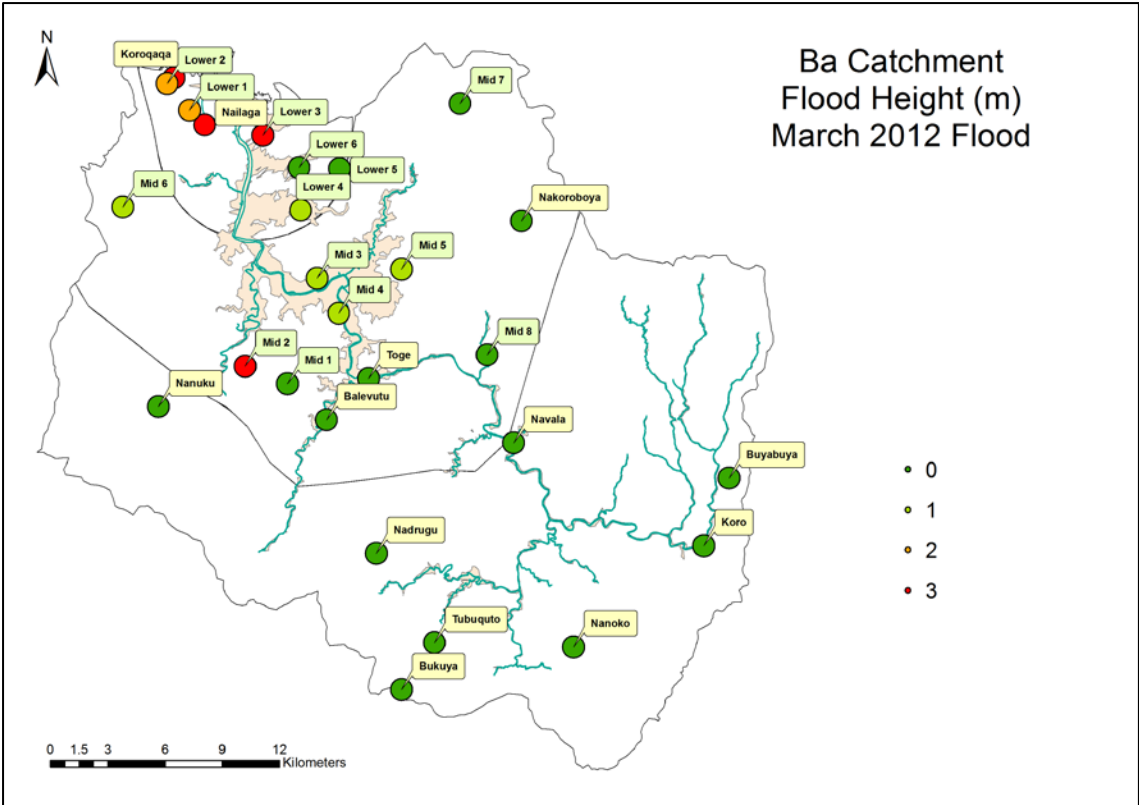 Ba Catchment
Flood Height (m)
March 2012 Flood
N
Koroqaqa
Lower 2
Lower 1
Nailaga
Lower 3
Mid 7
Lower 6
Lower 5
Lower 4
Mid 6
Nakoroboya
Mid 3
Mid 5
Mid 4
Mid 2
Mid 1
Toge
Mid 8
Nanuku
Balevutu
Navala
Buyabuya
Koro
Nadrugu
Tubuquto
Nanoko
Bukuya
0
1
2
3
0 1.5 3 6 9 12
Kilometers